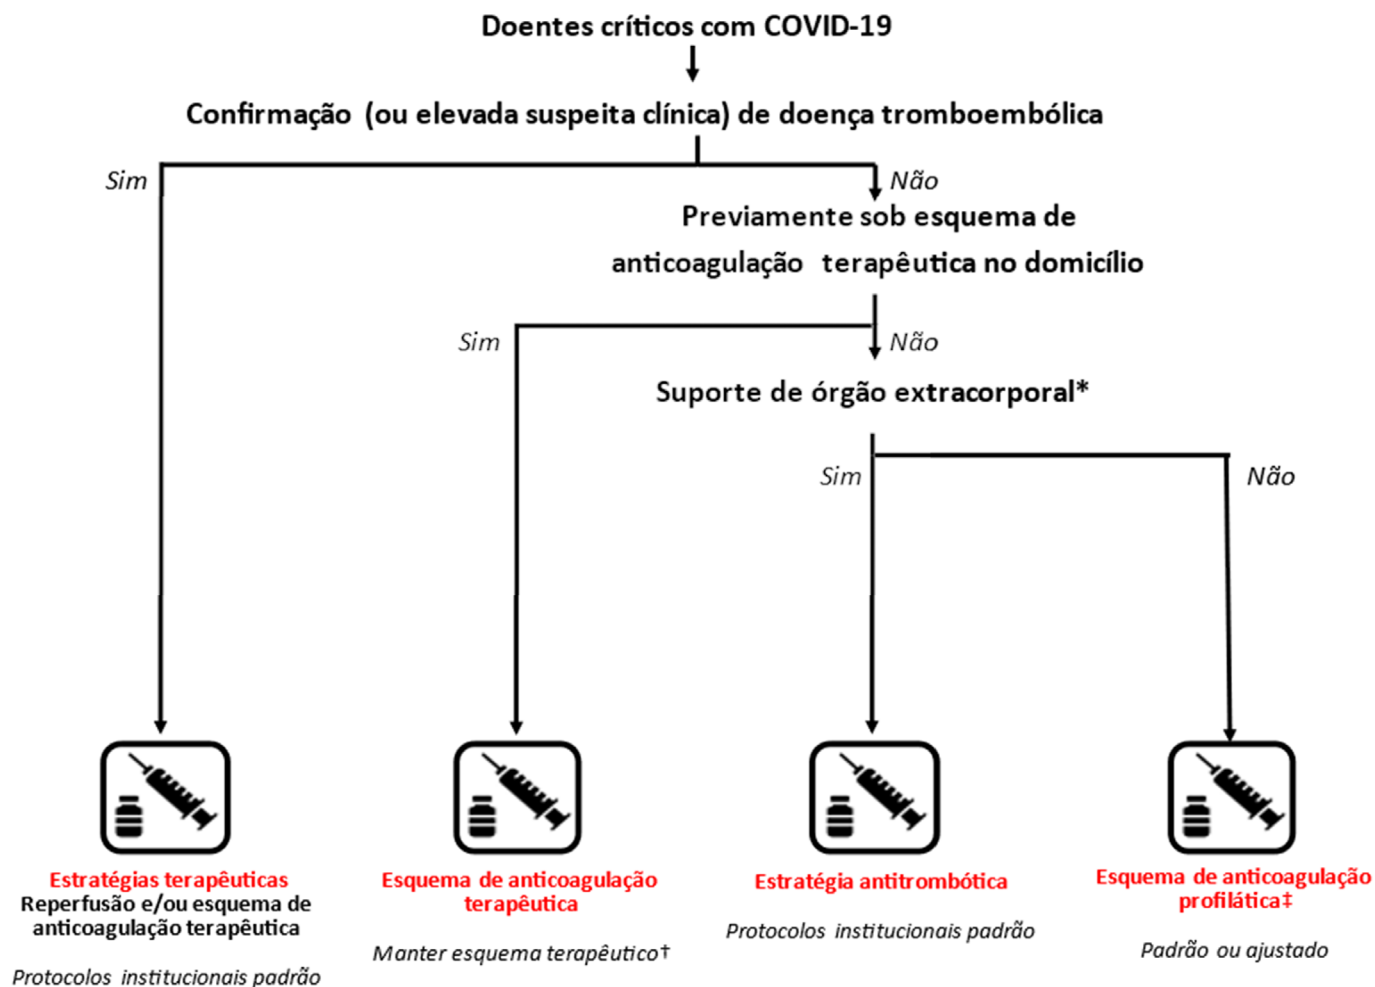 Doentes críticos com COVID-19
Confirmação (ou elevada suspeita clínica) de doença tromboembólica
Sim
Não
Previamente sob esquema de
anticoagulação terapêutica no domicílio
Sim
Não
Suporte de órgão extracorporal*
Sim
Não
Estratégias terapêuticas
Reperfusão e/ou esquema de
anticoagulação terapêutica
Protocolos institucionais padrão
Esquema de anticoagulação
terapêutica
Manter esquema terapêutico†
Estratégia antitrombótica
Protocolos institucionais padrão
Esquema de anticoagulação
profilática‡
Padrão ou ajustado